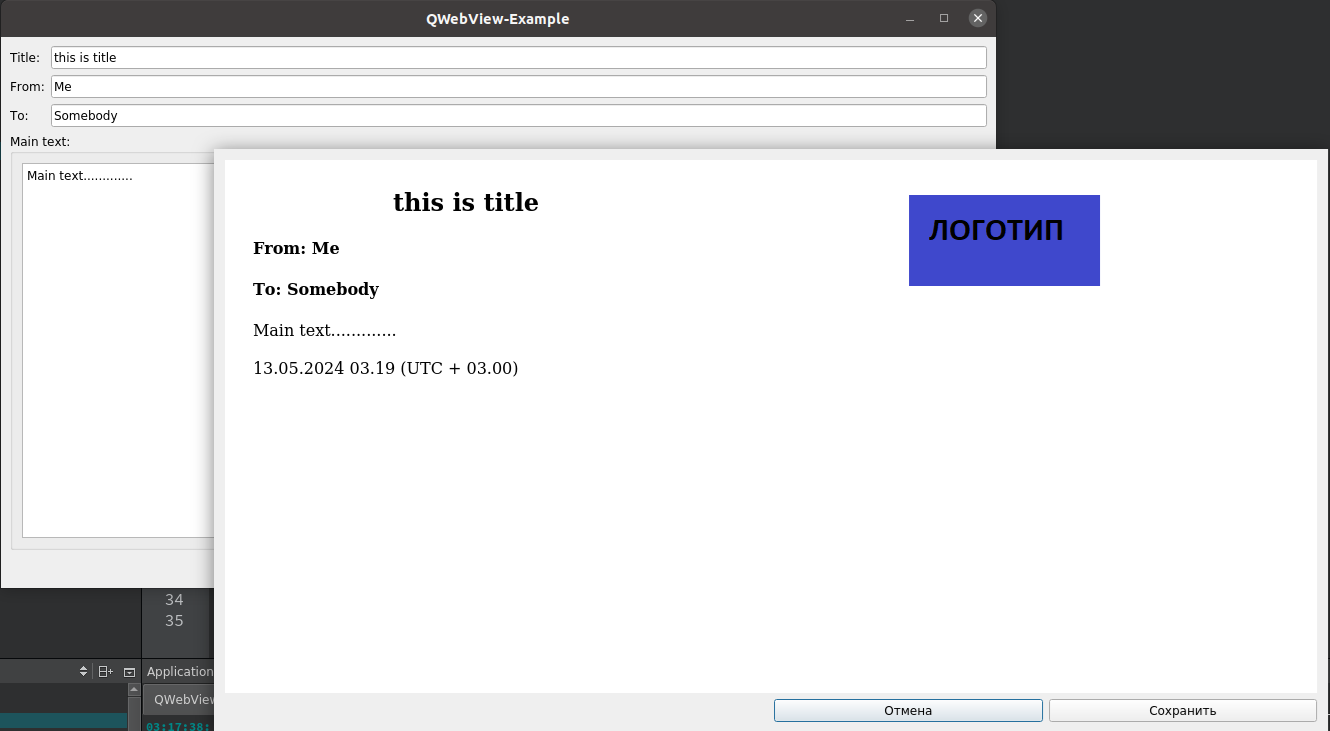 QWebView-Example
Title: this is title
From: Me
To: Somebody
Main text:
Main text.............
this is title
ЛОГОТИП
From: Me
To: Somebody
Main text.............
13.05.2024 03.19 (UTC + 03.00)
34
35
Application
QWebView
03:17:38:
Отмена
Сохранить